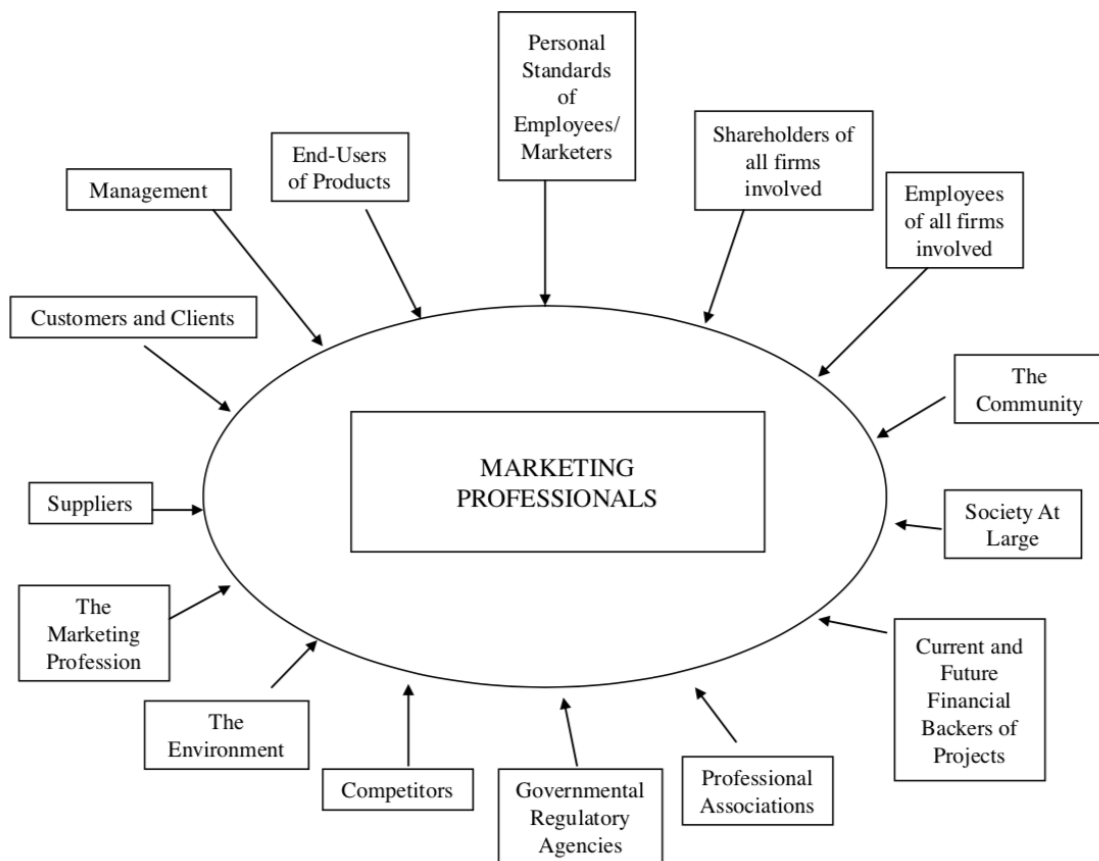 Personal
Standards
of
Employees/
Marketers
Shareholders of
all firms
involved
End-Users
of Products
Management
Employees
of all firms
involved
Customers and Clients
The
Community
MARKETING
PROFESSIONALS
Suppliers
Society At
Large
The
Marketing
Profession
Current and
Future
Financial
Backers of
Projects
The
Environment
Competitors
Governmental
Regulatory
Agencies
Professional
Associations